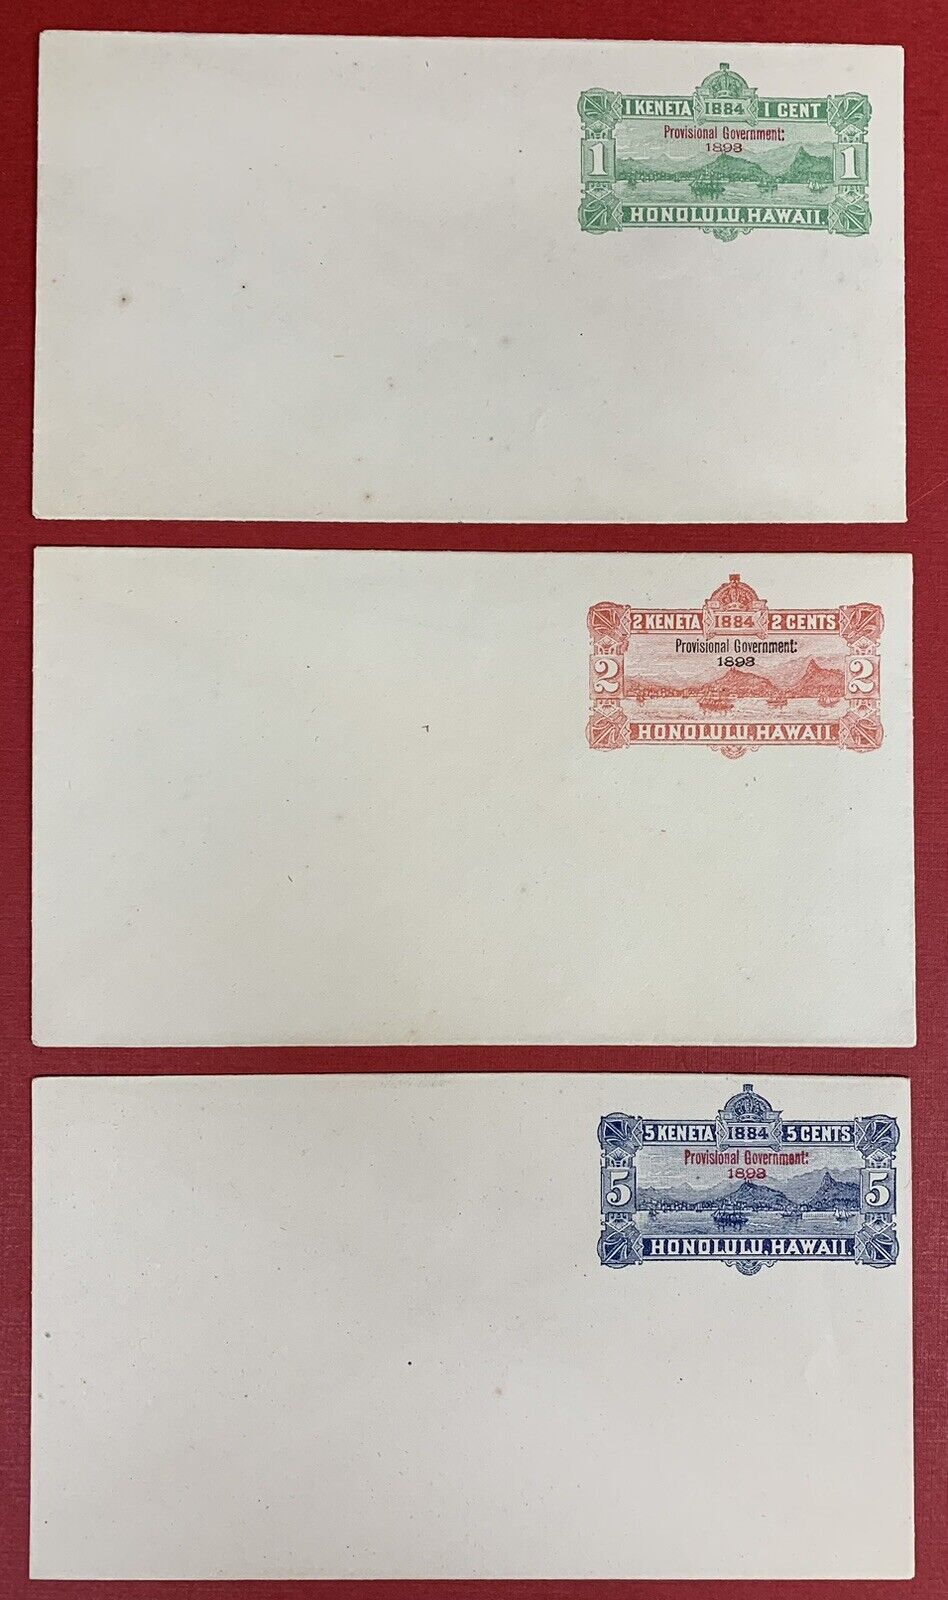 1 KENETA 1884 1 CENT
Provisional Government:
1893
1 1
HONOLULU, HAWAII.
2 KENETA 1884 2 CENTS
Provisional Government:
1893
2 2
HONOLULU, HAWAII.
5 KENETA 1884 5 CENTS
Provisional Government:
1893
5 5
HONOLULU, HAWAII.